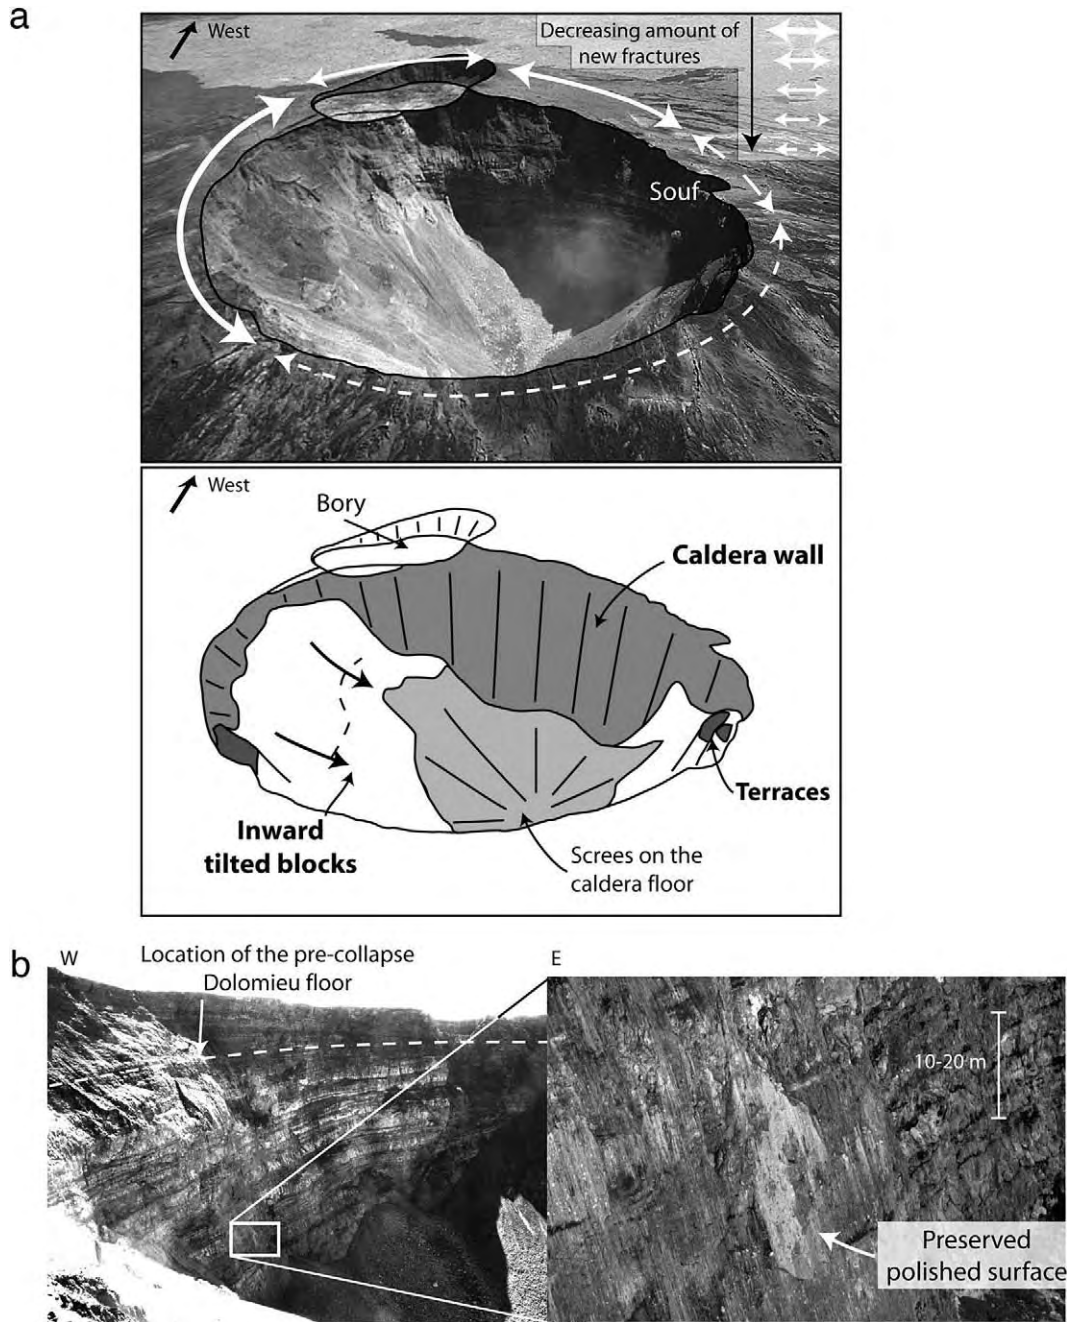 a
West
Decreasing amount of
new fractures
Souf
West
Bory
Caldera wall
Inward
tilted blocks
Terraces
Screes on the
caldera floor
b
W
Location of the pre-collapse
Dolomieu floor
E
10-20 m
Preserved
polished surface